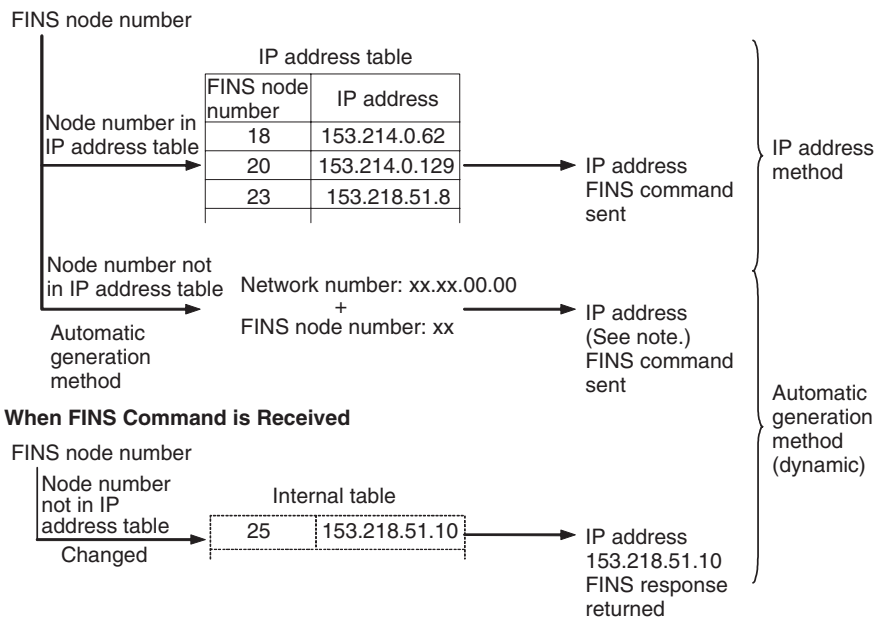 FINS node number
IP address table
FINS node
number
IP address
Node number in
IP address table
18
153.214.0.62
20
153.214.0.129
23
153.218.51.8
IP address
FINS command
sent
IP address
method
Node number not
in IP address table
Automatic
generation
method
Network number: xx.xx.00.00
+
FINS node number: xx
IP address
(See note.)
FINS command
sent
Automatic
generation
method
(dynamic)
When FINS Command is Received
FINS node number
Node number
not in IP
address table
Changed
Internal table
25
153.218.51.10
IP address
153.218.51.10
FINS response
returned